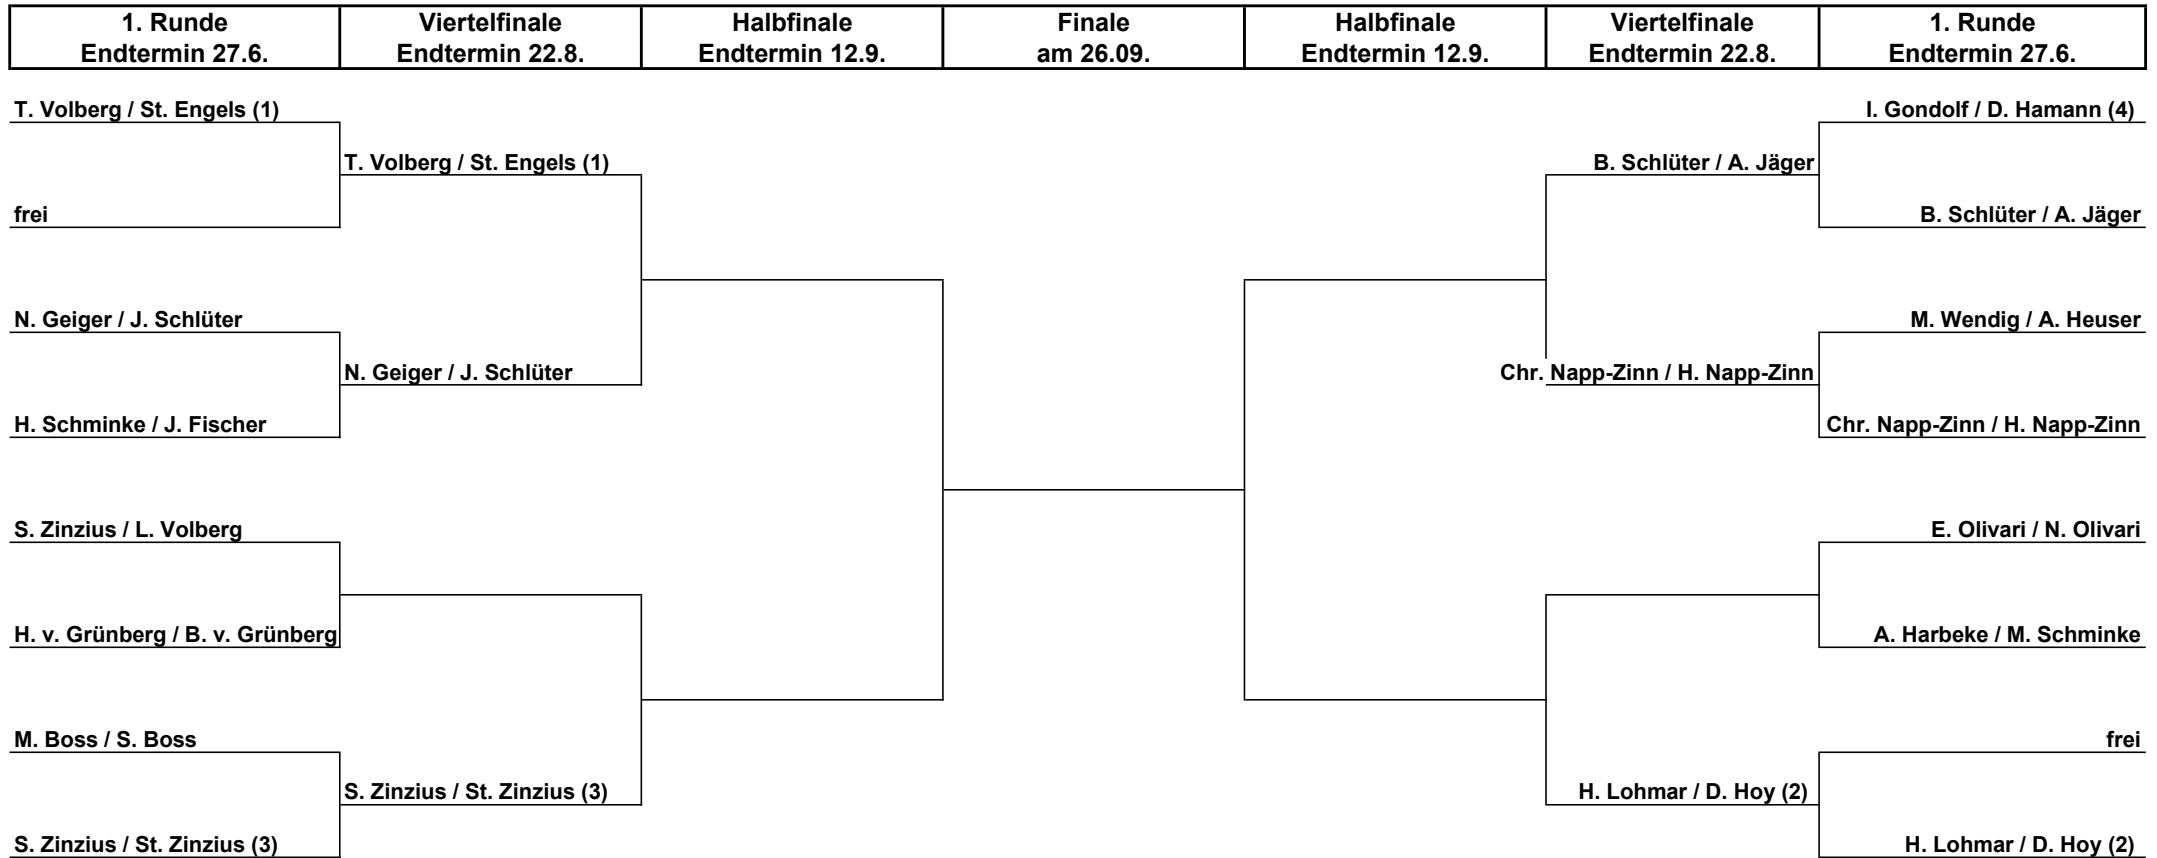 1. Runde
Endtermin 27.6.
Viertelfinale
Endtermin 22.8.
Halbfinale
Endtermin 12.9.
Finale
am 26.09.
Halbfinale
Endtermin 12.9.
Viertelfinale
Endtermin 22.8.
1. Runde
Endtermin 27.6.
T. Volberg / St. Engels (1)
frei
N. Geiger / J. Schlüter
H. Schminke / J. Fischer
S. Zinzius / L. Volberg
H. v. Grünberg / B. v. Grünberg
M. Boss / S. Boss
S. Zinzius / St. Zinzius (3)
T. Volberg / St. Engels (1)
N. Geiger / J. Schlüter
S. Zinzius / St. Zinzius (3)
B. Schlüter / A. Jäger
Chr. Napp-Zinn / H. Napp-Zinn
H. Lohmar / D. Hoy (2)
I. Gondolf / D. Hamann (4)
B. Schlüter / A. Jäger
M. Wendig / A. Heuser
Chr. Napp-Zinn / H. Napp-Zinn
E. Olivari / N. Olivari
A. Harbeke / M. Schminke
frei
H. Lohmar / D. Hoy (2)